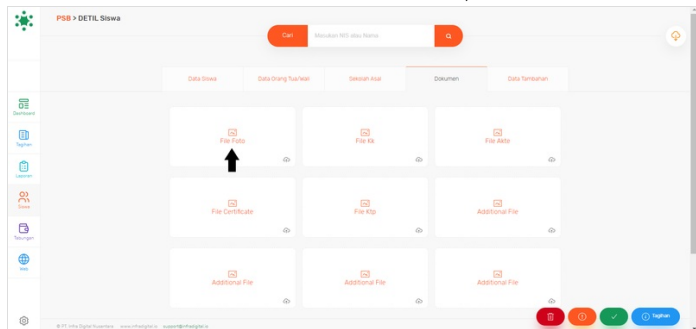 PSB > DETIL Siswa
Cari
Masukan NIS atau Nama
Data Siswa
Data Orang Tua/Wali
Sekolah Asal
Dokumen
Data Tambahan
Dashboard
Tagihan
Laporan
Siswa
Tabungan
Web
File Foto
File Kk
File Akte
File Certificate
File Ktp
Additional File
Additional File
Additional File
Additional File
Tagihan